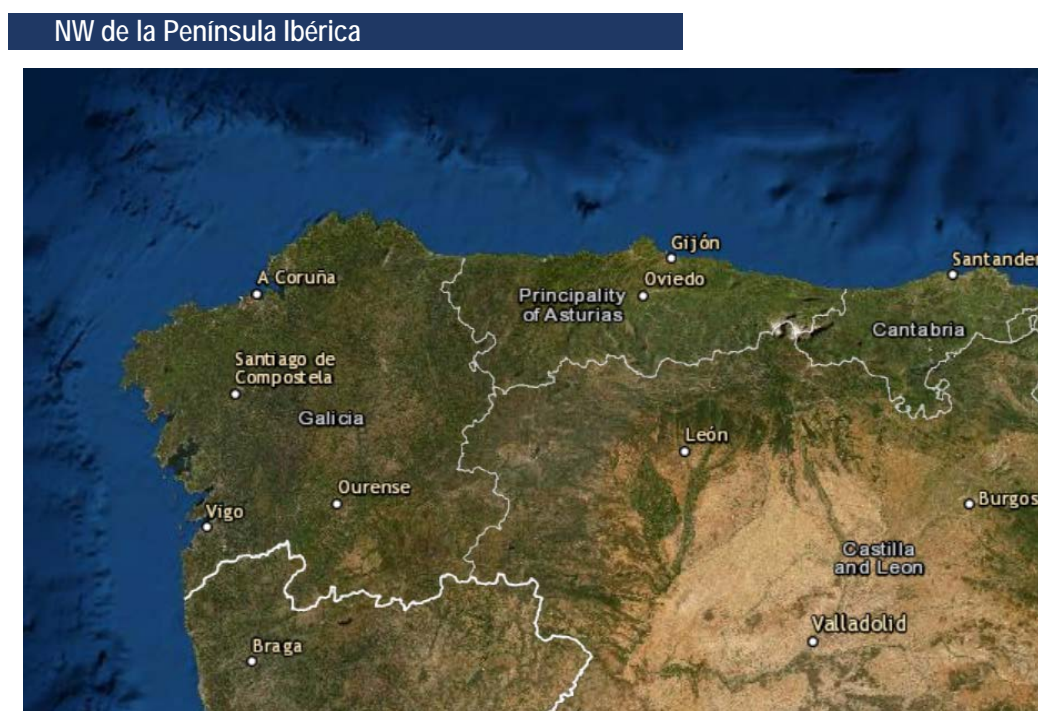 NW de la Península Ibérica
Gijón
Santander
A Coruña
Oviedo
Principality
of Asturias
Cantabria
Santiago de
Compostela
Galicia
León
Ourense
Burgos
Vigo
Castilla
and Leon
Valladolid
Braga